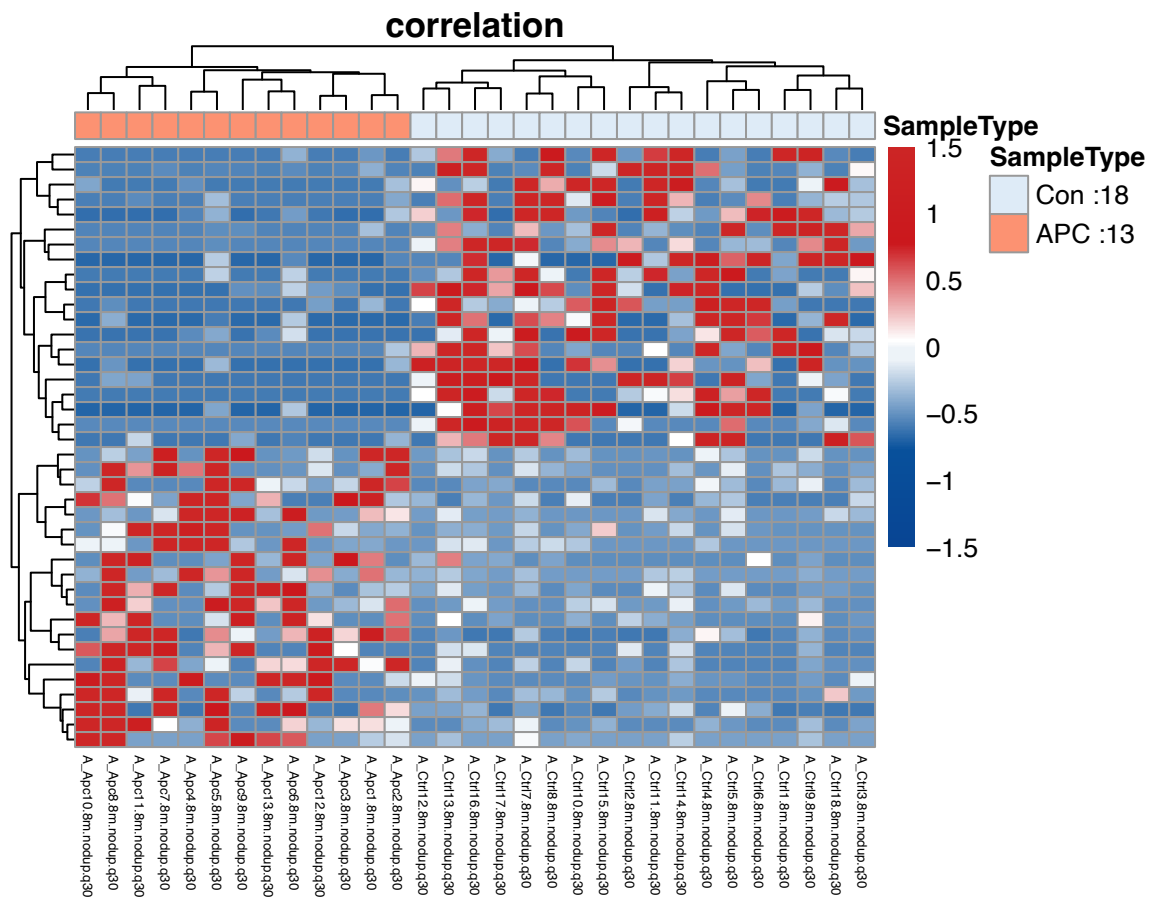 correlation
SampleType
1.5
1
0.5
0
−0.5
−1
−1.5
SampleType
Con :18
APC :13
A_Apc10.8m.nodup.q30
A_Apc8.8m.nodup.q30
A_Apc11.8m.nodup.q30
A_Apc7.8m.nodup.q30
A_Apc4.8m.nodup.q30
A_Apc5.8m.nodup.q30
A_Apc9.8m.nodup.q30
A_Apc13.8m.nodup.q30
A_Apc6.8m.nodup.q30
A_Apc12.8m.nodup.q30
A_Apc3.8m.nodup.q30
A_Apc1.8m.nodup.q30
A_Apc2.8m.nodup.q30
A_Ctrl12.8m.nodup.q30
A_Ctrl13.8m.nodup.q30
A_Ctrl16.8m.nodup.q30
A_Ctrl17.8m.nodup.q30
A_Ctrl7.8m.nodup.q30
A_Ctrl8.8m.nodup.q30
A_Ctrl10.8m.nodup.q30
A_Ctrl15.8m.nodup.q30
A_Ctrl2.8m.nodup.q30
A_Ctrl11.8m.nodup.q30
A_Ctrl14.8m.nodup.q30
A_Ctrl4.8m.nodup.q30
A_Ctrl5.8m.nodup.q30
A_Ctrl6.8m.nodup.q30
A_Ctrl1.8m.nodup.q30
A_Ctrl9.8m.nodup.q30
A_Ctrl18.8m.nodup.q30
A_Ctrl3.8m.nodup.q30